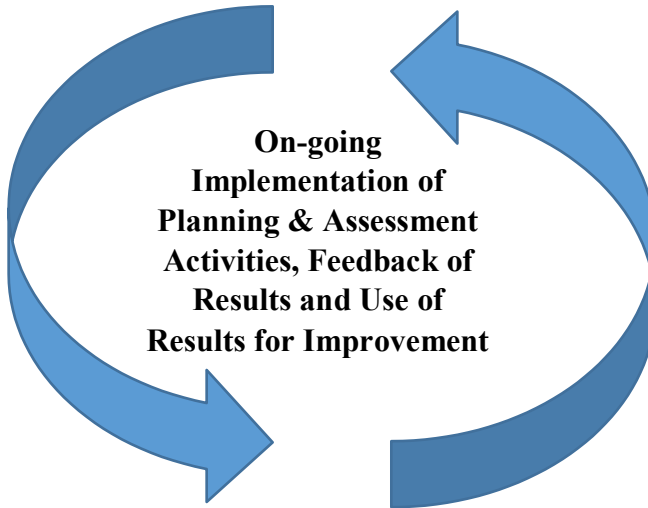 On-going
Implementation of
Planning & Assessment
Activities, Feedback of
Results and Use of
Results for Improvement